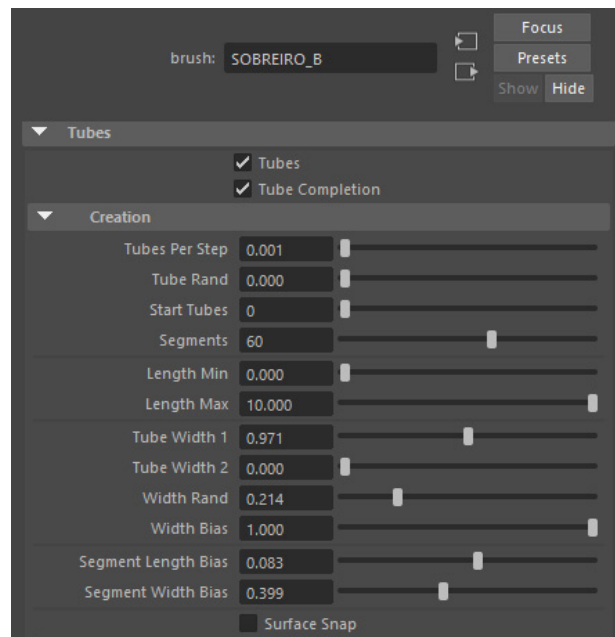 Focus
brush: SOBREIRO_B
Presets
Show Hide
Tubes
Tubes
Tube Completion
Creation
Tubes Per Step 0.001
Tube Rand 0.000
Start Tubes 0
Segments 60
Length Min 0.000
Length Max 10.000
Tube Width 1 0.971
Tube Width 2 0.000
Width Rand 0.214
Width Bias 1.000
Segment Length Bias 0.083
Segment Width Bias 0.399
Surface Snap